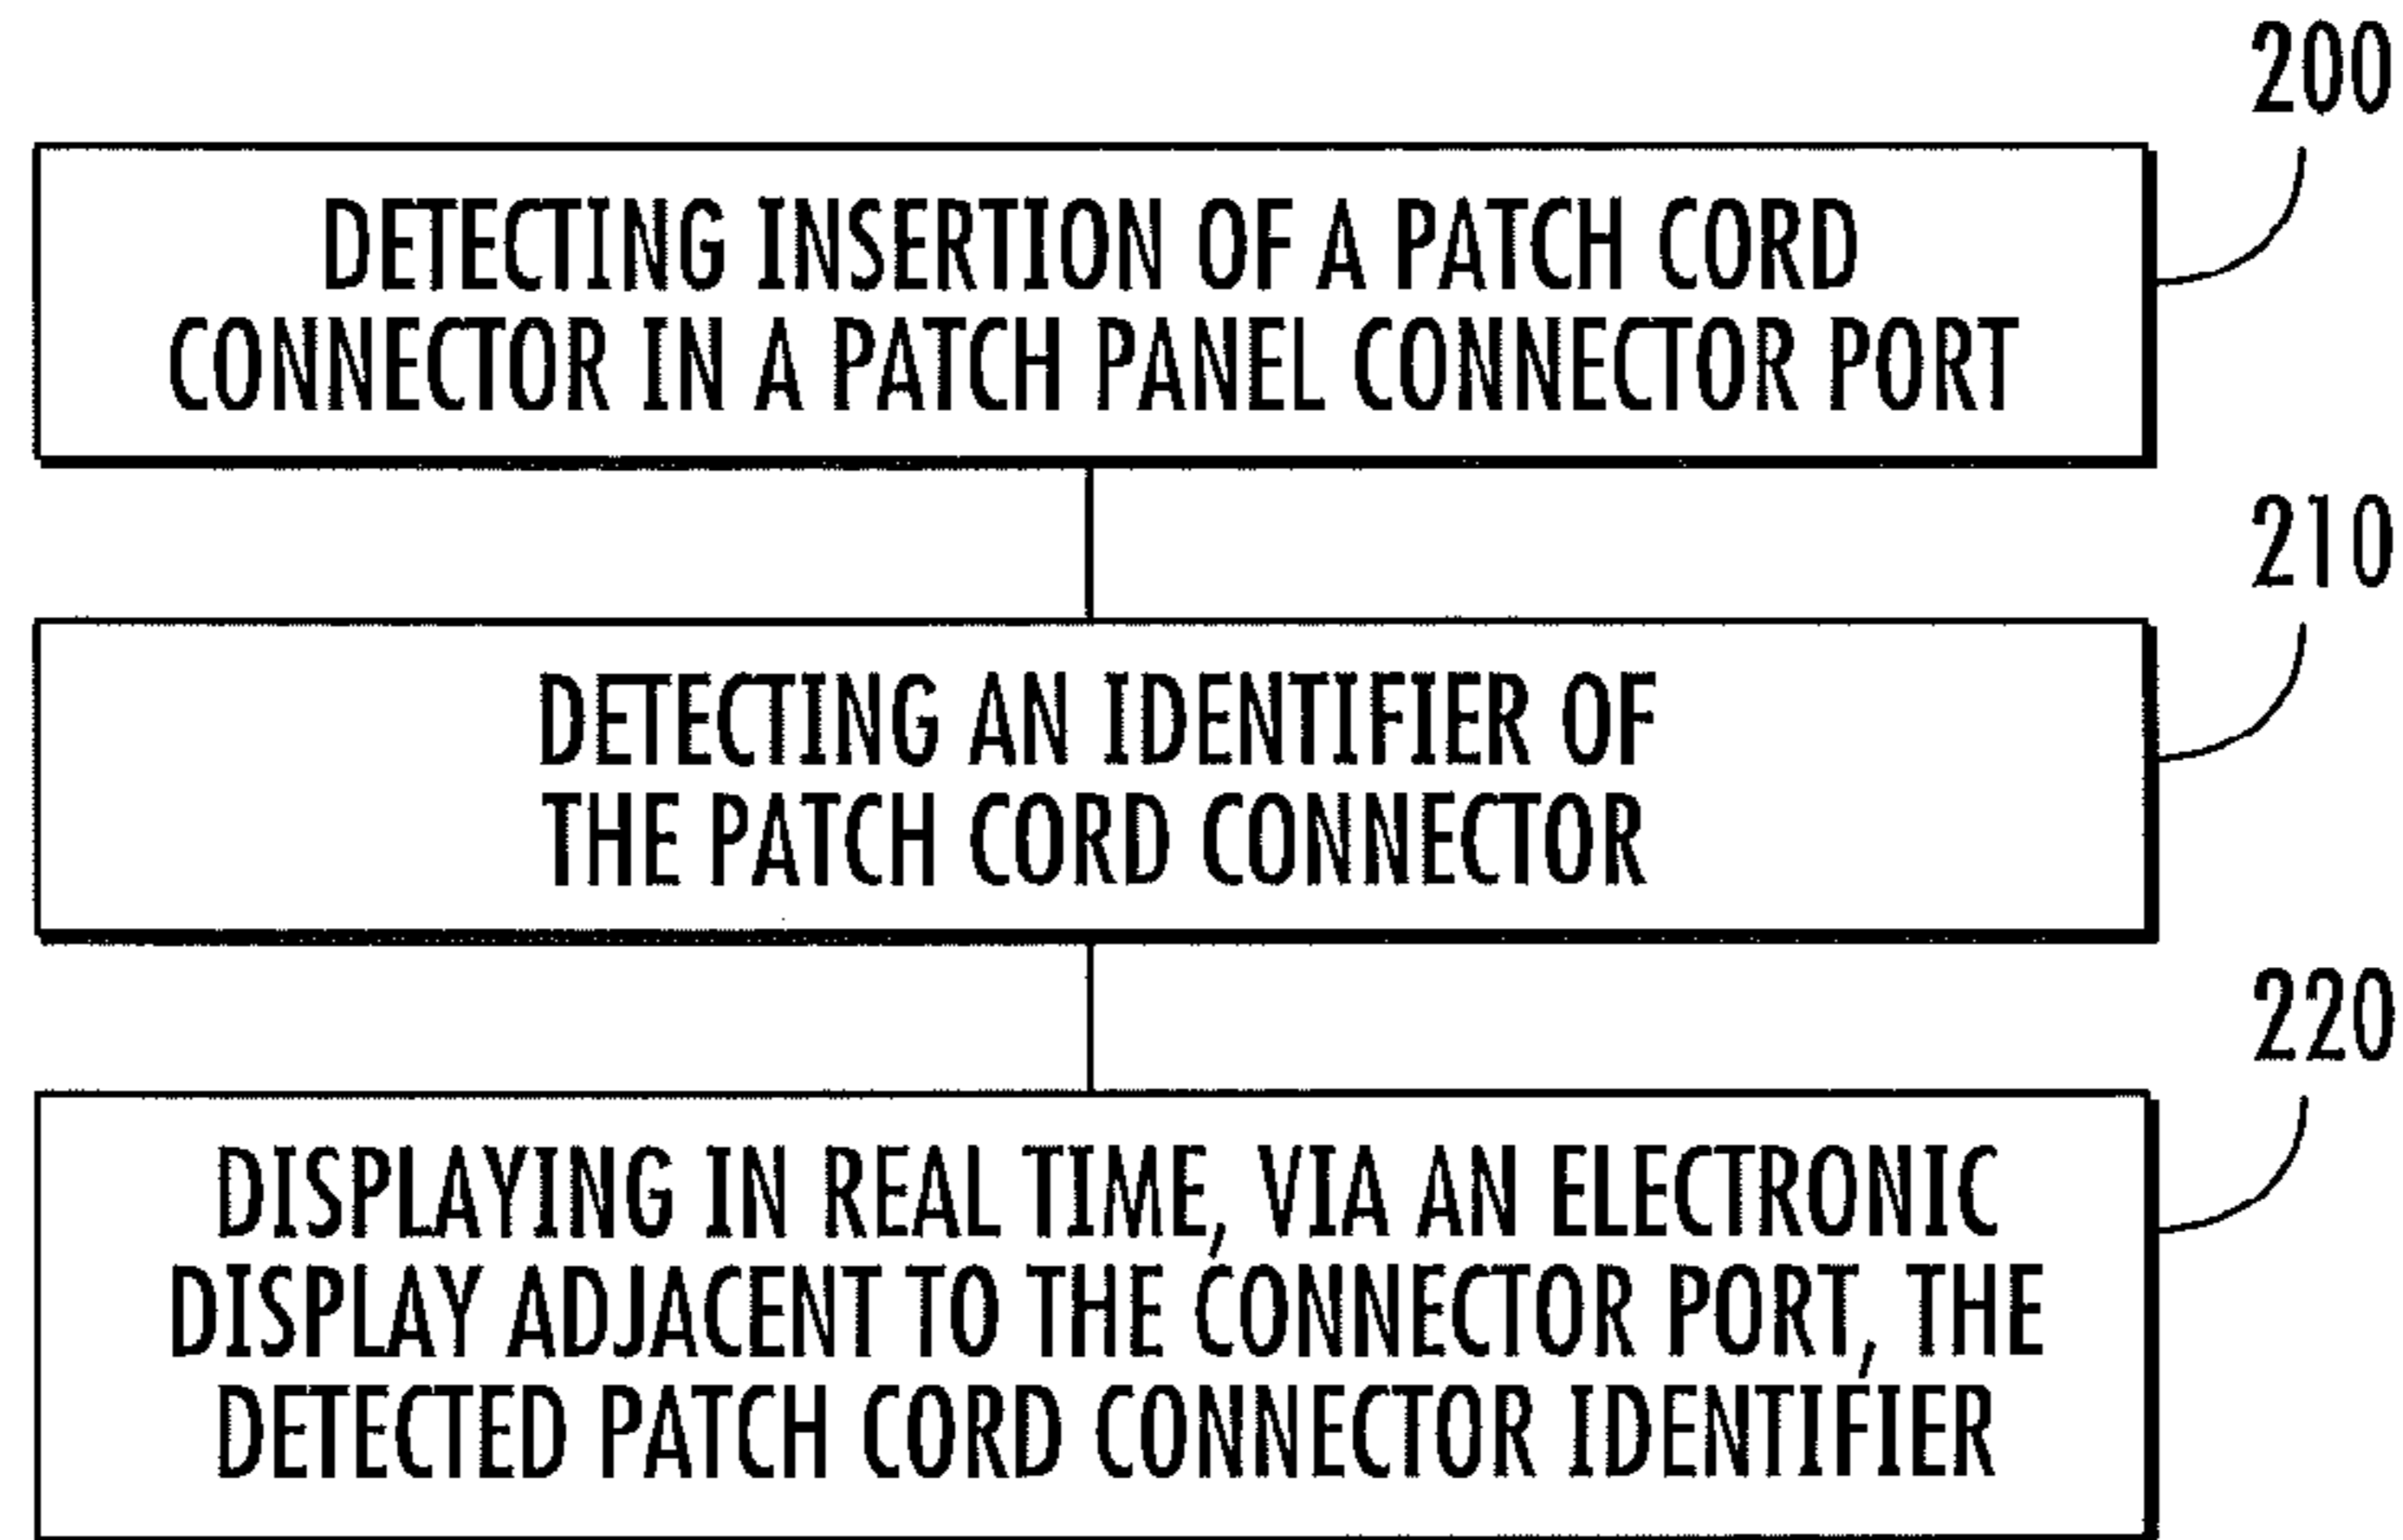 200
DETECTING INSERTION OF A PATCH CORD
CONNECTOR IN A PATCH PANEL CONNECTOR PORT
210
DETECTING AN IDENTIFIER OF
THE PATCH CORD CONNECTOR
220
DISPLAYING IN REAL TIME, VIA AN ELECTRONIC
DISPLAY ADJACENT TO THE CONNECTOR PORT, THE
DETECTED PATCH CORD CONNECTOR IDENTIFIER